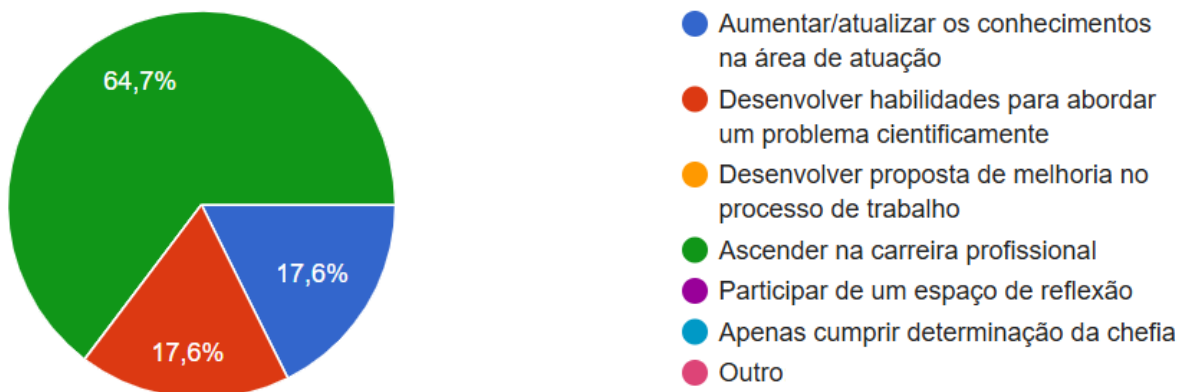 64,7%
17,6%
17,6%
Aumentar/atualizar os conhecimentos
na área de atuação
Desenvolver habilidades para abordar
um problema cientificamente
Desenvolver proposta de melhoria no
processo de trabalho
Ascender na carreira profissional
Participar de um espaço de reflexão
Apenas cumprir determinação da chefia
Outro